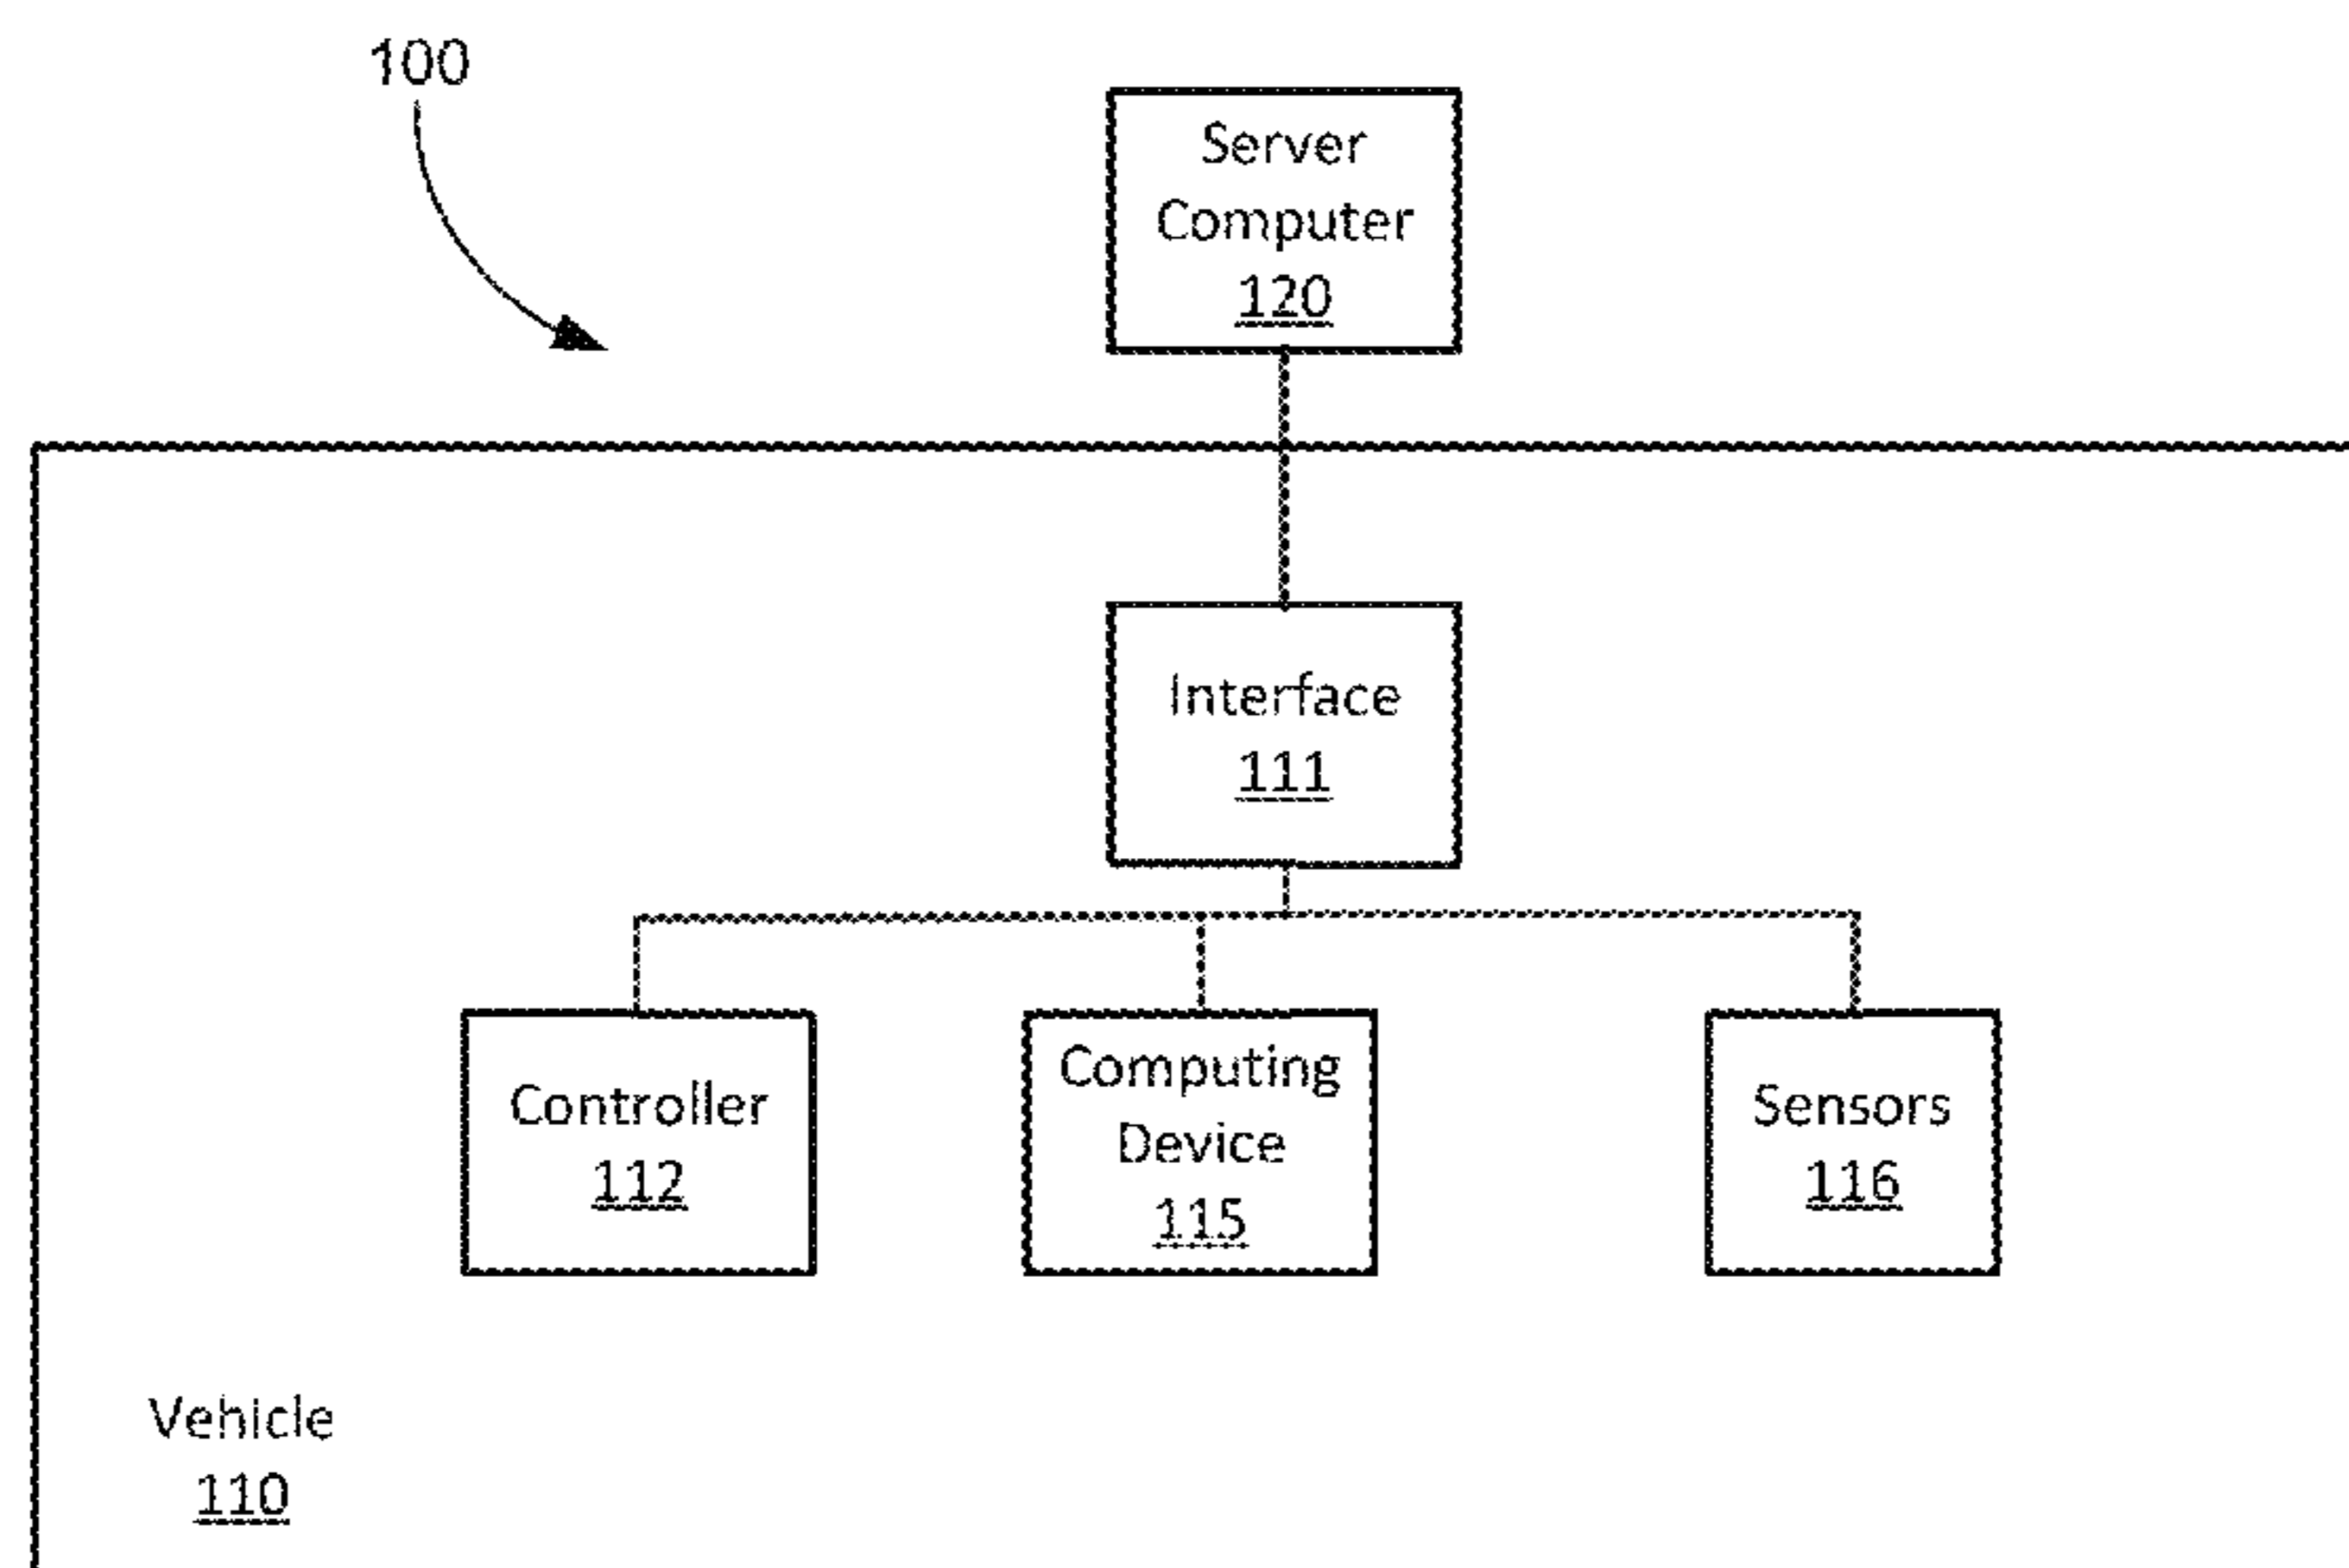 100
Server
Computer
120
Interface
111
Controller
112
Computing
Device
115
Sensors
116
Vehicle
110